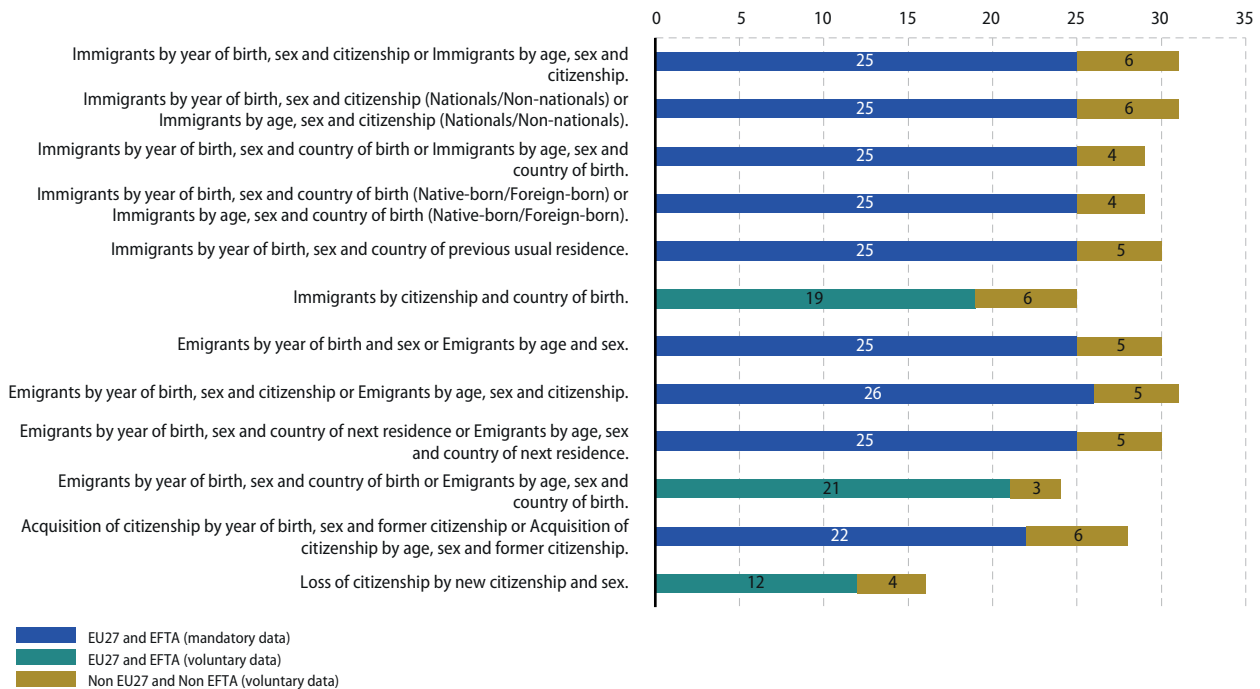 0 5 10 15 20 25 30 35
Immigrants by year of birth, sex and citizenship or Immigrants by age, sex and
citizenship.
25 6
Immigrants by year of birth, sex and citizenship (Nationals/Non-nationals) or
Immigrants by age, sex and citizenship (Nationals/Non-nationals).
25 6
Immigrants by year of birth, sex and country of birth or Immigrants by age, sex and
country of birth.
25 4
Immigrants by year of birth, sex and country of birth (Native-born/Foreign-born) or
Immigrants by age, sex and country of birth (Native-born/Foreign-born).
25 4
Immigrants by year of birth, sex and country of previous usual residence.
25 5
Immigrants by citizenship and country of birth.
19 6
Emigrants by year of birth and sex or Emigrants by age and sex.
25 5
Emigrants by year of birth, sex and citizenship or Emigrants by age, sex and citizenship.
26 5
Emigrants by year of birth, sex and country of next residence or Emigrants by age, sex
and country of next residence.
25 5
Emigrants by year of birth, sex and country of birth or Emigrants by age, sex and
country of birth.
21 3
Acquisition of citizenship by year of birth, sex and former citizenship or Acquisition of
citizenship by age, sex and former citizenship.
22 6
Loss of citizenship by new citizenship and sex.
12 4
EU27 and EFTA (mandatory data)
EU27 and EFTA (voluntary data)
Non EU27 and Non EFTA (voluntary data)